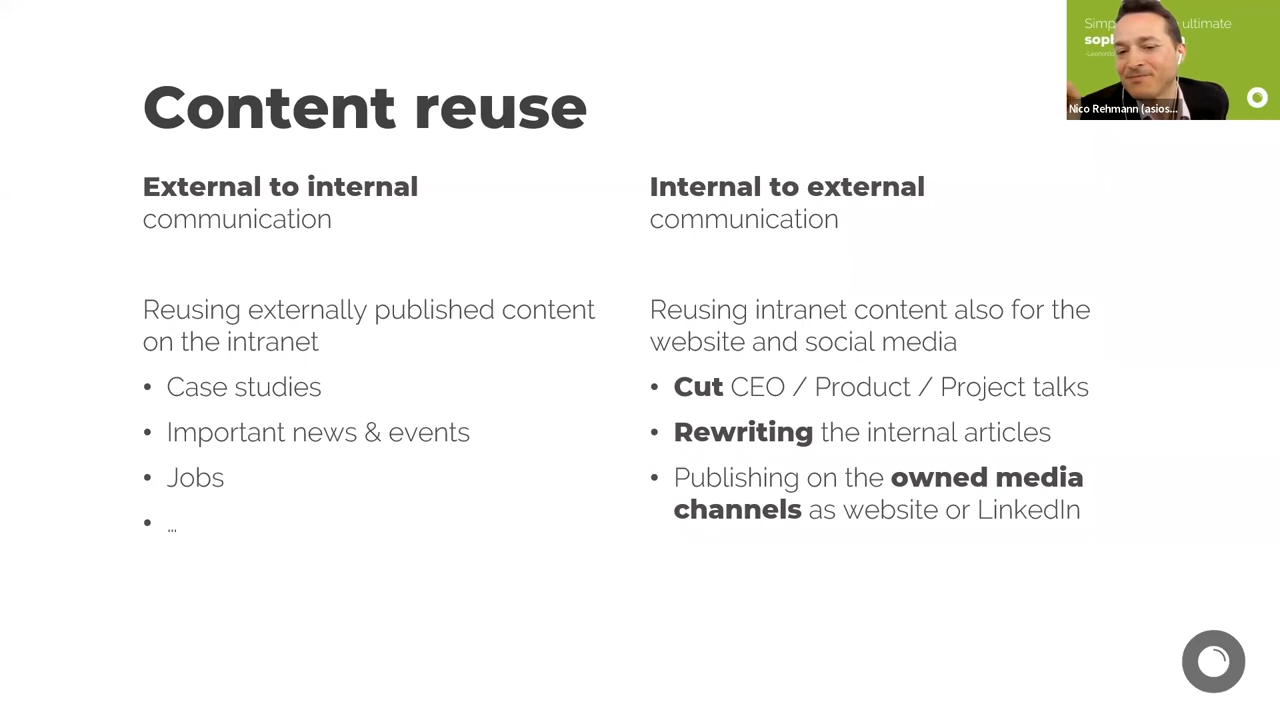 Content reuse
External to internal
communication
Reusing externally published content
on the intranet
• Case studies
• Important news & events
• Jobs
• ...
Internal to external
communication
Reusing intranet content also for the
website and social media
• Cut CEO / Product / Project talks
• Rewriting the internal articles
• Publishing on the owned media
channels as website or LinkedIn
ultimate
Nico Rehmann (asios...